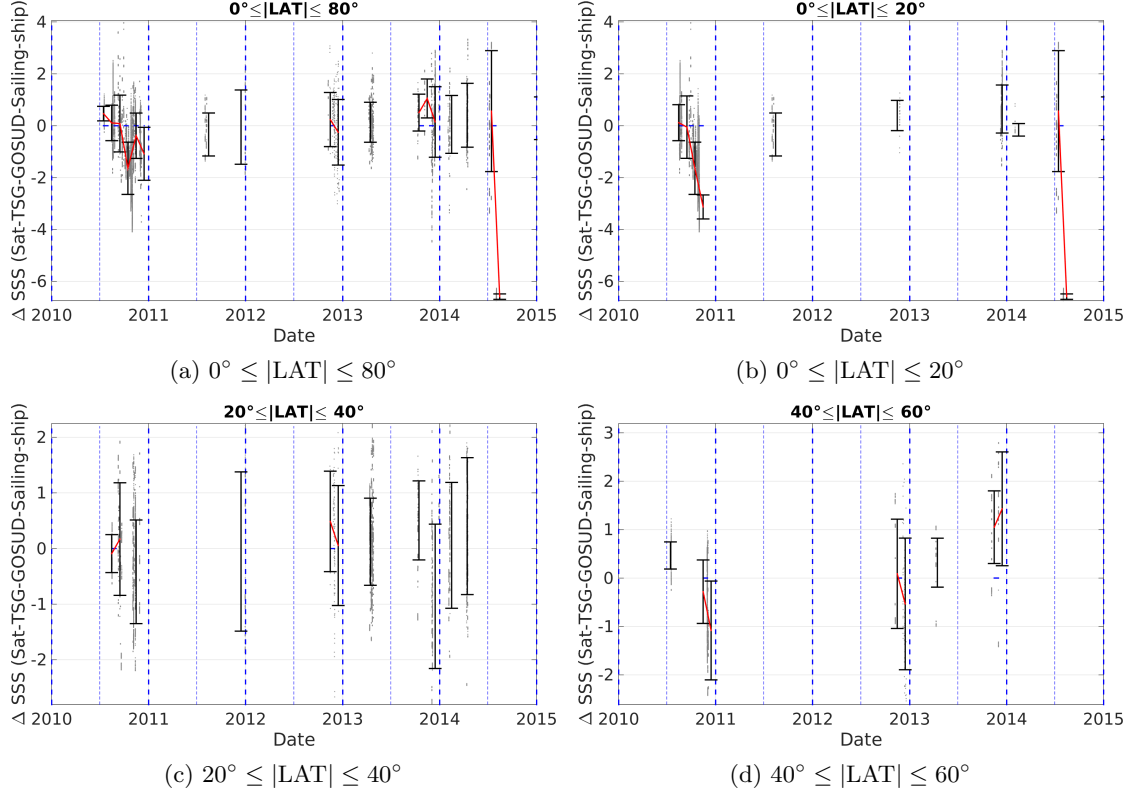 0°≤|LAT|≤ 80°
Δ SSS (Sat-TSG-GOSUD-Sailing-ship)
4
2
0
-2
-4
-6
2010 2011 2012 2013 2014 2015
Date
(a) 0° ≤ |LAT| ≤ 80°
0°≤|LAT|≤ 20°
Δ SSS (Sat-TSG-GOSUD-Sailing-ship)
4
2
0
-2
-4
-6
2010 2011 2012 2013 2014 2015
Date
(b) 0° ≤ |LAT| ≤ 20°
20°≤|LAT|≤ 40°
Δ SSS (Sat-TSG-GOSUD-Sailing-ship)
2
1
0
-1
-2
2010 2011 2012 2013 2014 2015
Date
(c) 20° ≤ |LAT| ≤ 40°
40°≤|LAT|≤ 60°
Δ SSS (Sat-TSG-GOSUD-Sailing-ship)
3
2
1
0
-1
-2
2010 2011 2012 2013 2014 2015
Date
(d) 40° ≤ |LAT| ≤ 60°